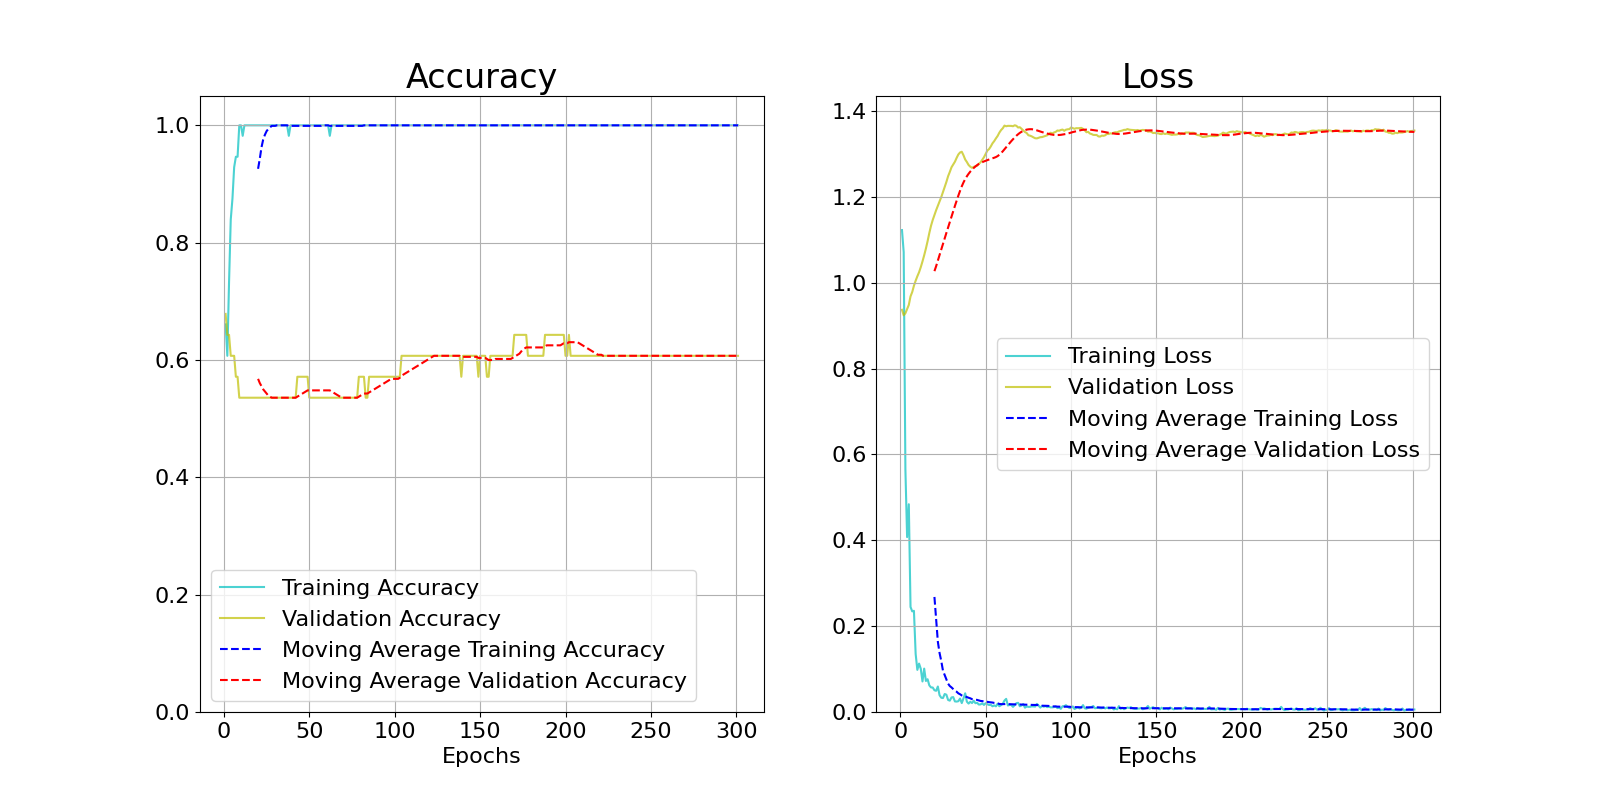 Accuracy
1.0
0.8
0.6
0.4
0.2
0.0
Training Accuracy
Validation Accuracy
Moving Average Training Accuracy
Moving Average Validation Accuracy
0 50 100 150 200 250 300
Epochs
Loss
1.4
1.2
1.0
0.8
0.6
0.4
0.2
0.0
Training Loss
Validation Loss
Moving Average Training Loss
Moving Average Validation Loss
0 50 100 150 200 250 300
Epochs